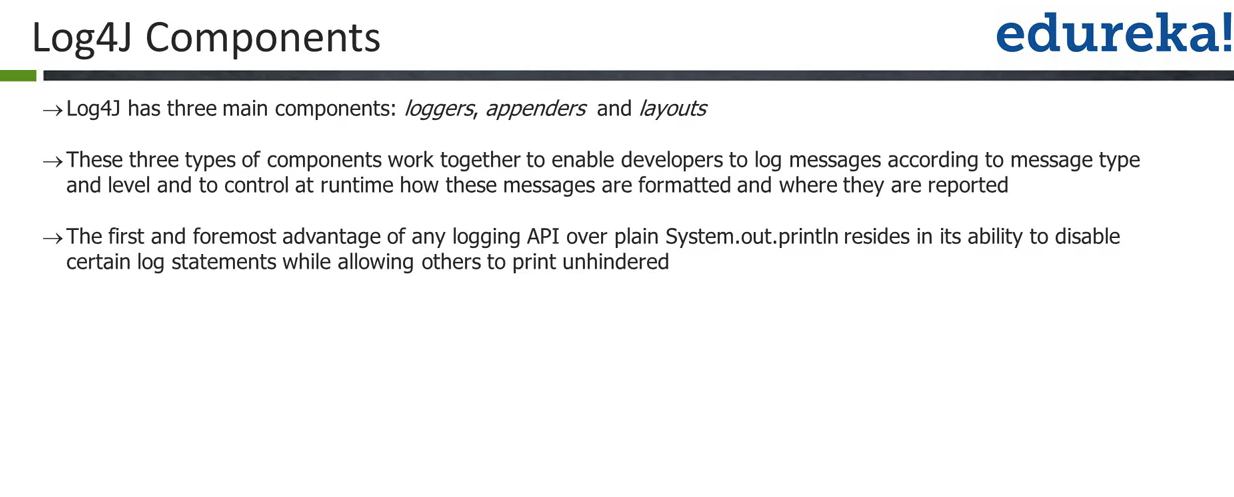 Log4J Components
edureka!
→Log4J has three main components: loggers, appenders and layouts
→These three types of components work together to enable developers to log messages according to message type
and level and to control at runtime how these messages are formatted and where they are reported
→The first and foremost advantage of any logging API over plain System.out.println resides in its ability to disable
certain log statements while allowing others to print unhindered